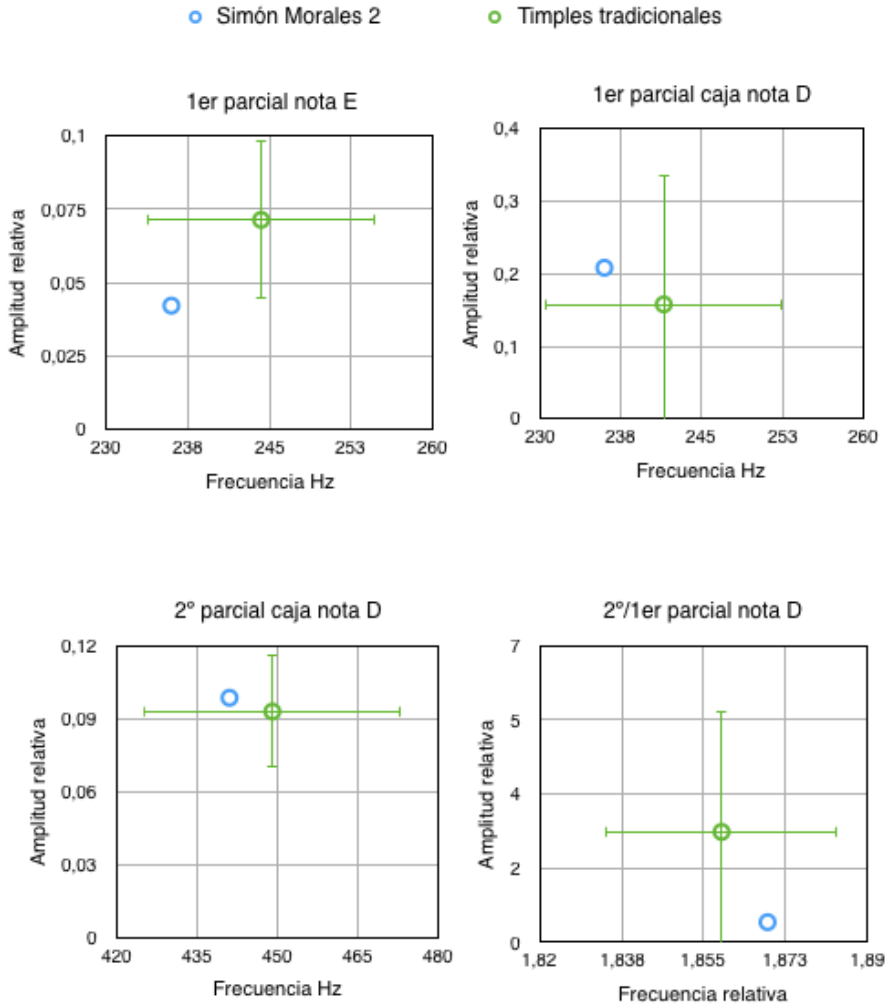 Simón Morales 2
Timples tradicionales
1er parcial nota E
Amplitud relativa
0,1
0,075
0,05
0,025
0
230 238 245 253 260
Frecuencia Hz
1er parcial caja nota D
Amplitud relativa
0,4
0,3
0,2
0,1
0
230 238 245 253 260
Frecuencia Hz
2º parcial caja nota D
Amplitud relativa
0,12
0,09
0,06
0,03
0
420 435 450 465 480
Frecuencia Hz
2º/1er parcial nota D
Amplitud relativa
7
5
4
2
0
1,82 1,838 1,855 1,873 1,89
Frecuencia relativa